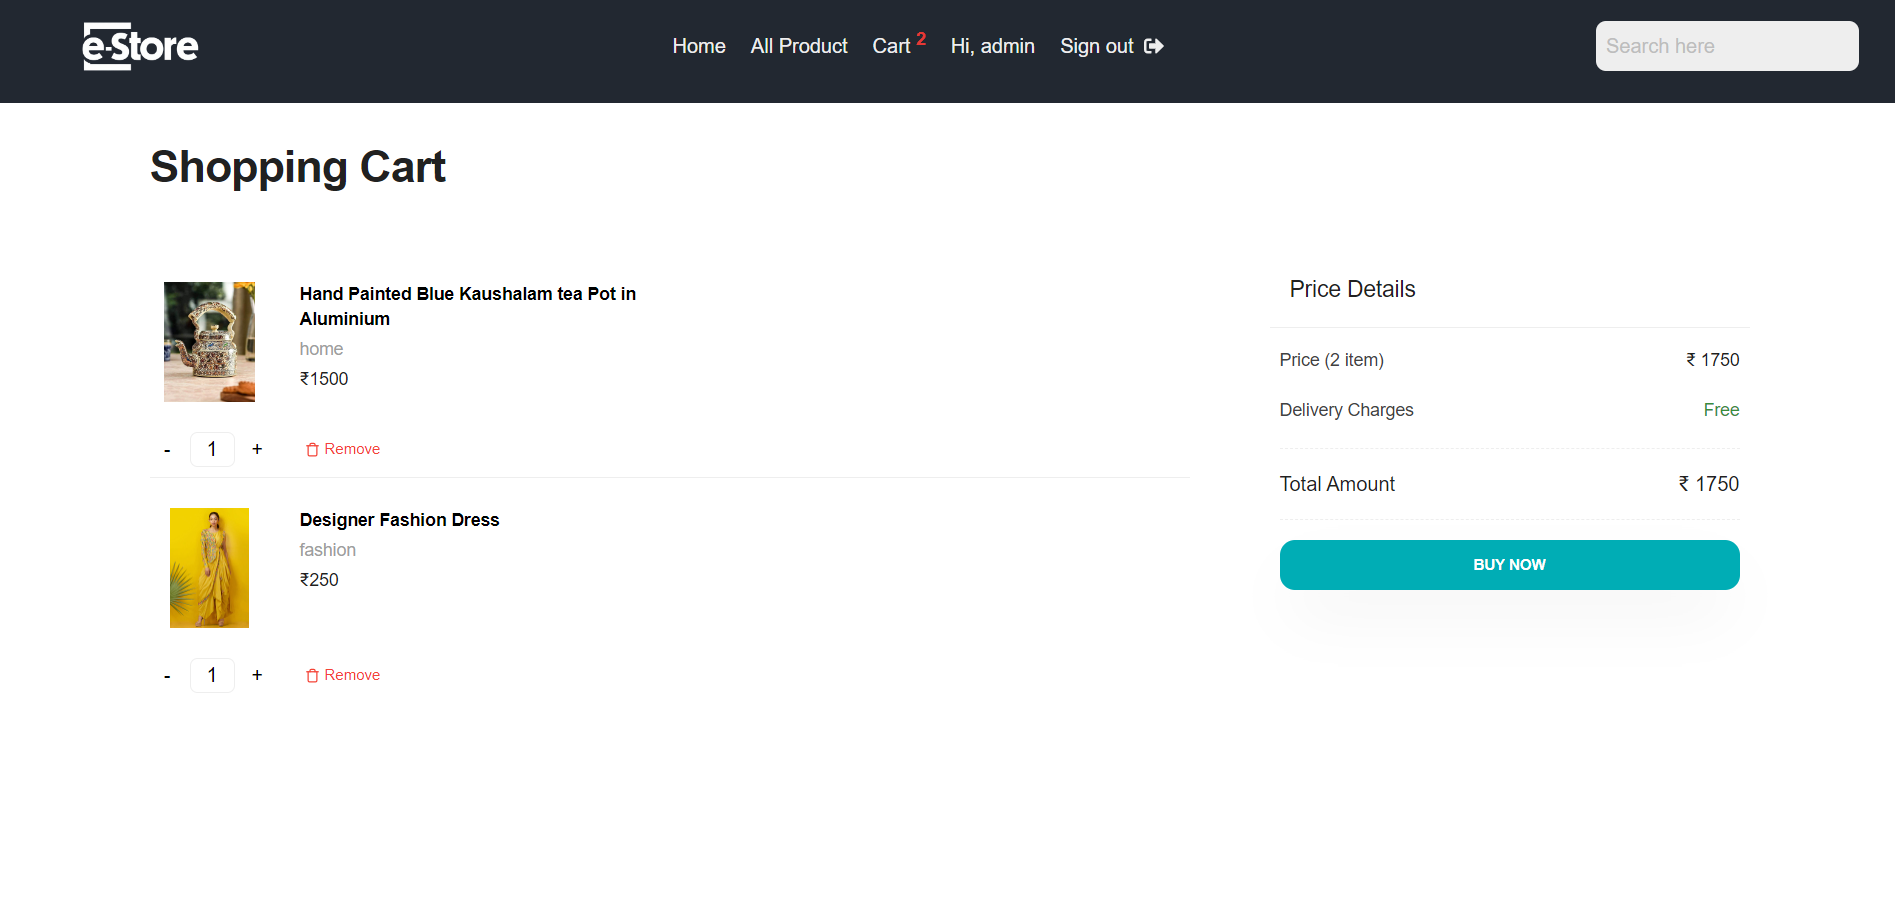 e-Store
Home
All Product
Cart 2
Hi, admin
Sign out
Search here
Shopping Cart
Hand Painted Blue Kaushalam tea Pot in
Aluminium
home
₹1500
- 1 +
Remove
Designer Fashion Dress
fashion
₹250
- 1 +
Remove
Price Details
Price (2 item) ₹ 1750
Delivery Charges Free
Total Amount ₹ 1750
BUY NOW